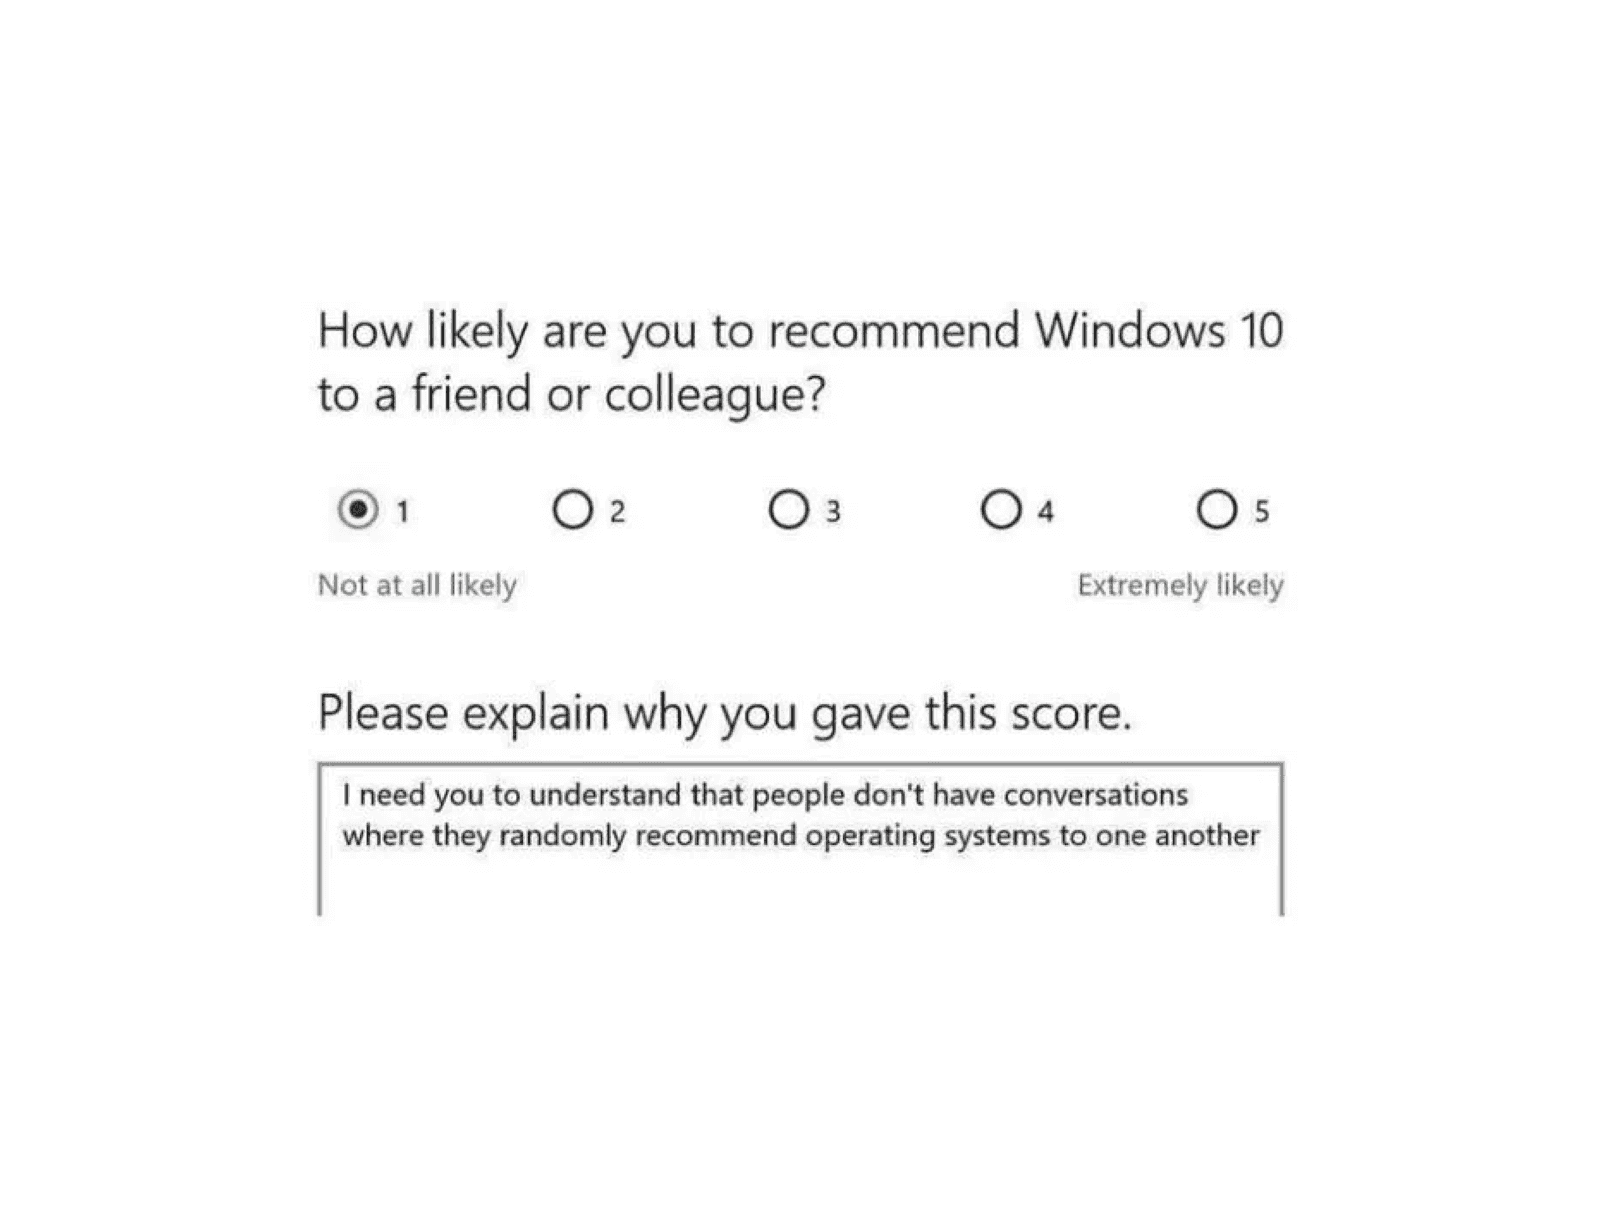 How likely are you to recommend Windows 10
to a friend or colleague?
1 2 3 4 5
Not at all likely Extremely likely
Please explain why you gave this score.
I need you to understand that people don't have conversations
where they randomly recommend operating systems to one another